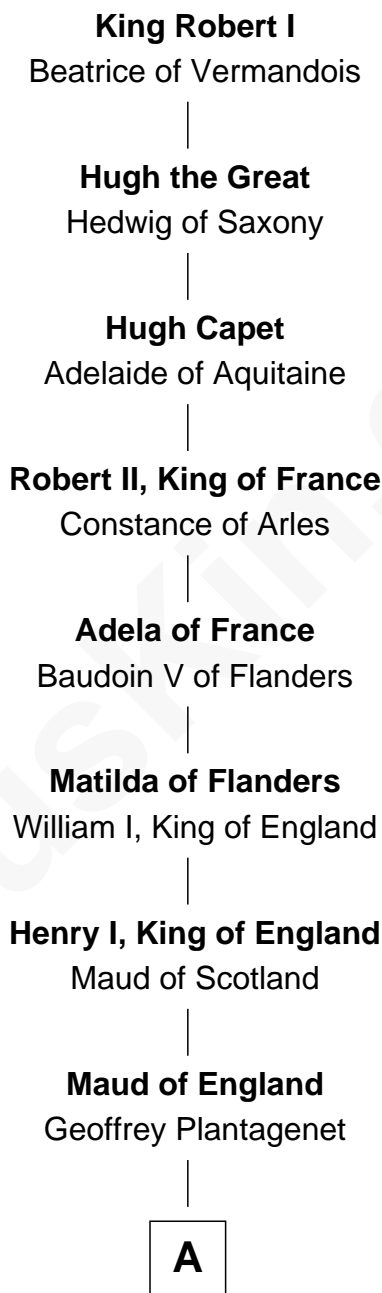 King Robert I
Beatrice of Vermandois
Hugh the Great
Hedwig of Saxony
Hugh Capet
Adelaide of Aquitaine
Robert II, King of France
Constance of Arles
Adela of France
Baudoin V of Flanders
Matilda of Flanders
William I, King of England
Henry I, King of England
Maud of Scotland
Maud of England
Geoffrey Plantagenet
A